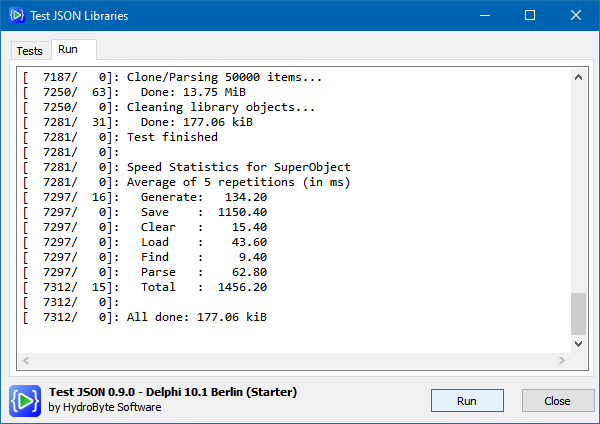 Test JSON Libraries
Tests Run
[  7187/   0]: Clone/Parsing 50000 items...
[  7250/  63]:   Done: 13.75 MiB
[  7250/   0]: Cleaning library objects...
[  7281/  31]:   Done: 177.06 kiB
[  7281/   0]: Test finished
[  7281/   0]:
[  7281/   0]: Speed Statistics for SuperObject
[  7281/   0]: Average of 5 repetitions (in ms)
[  7297/  16]:   Generate:   134.20
[  7297/   0]:   Save    :  1150.40
[  7297/   0]:   Clear   :    15.40
[  7297/   0]:   Load    :    43.60
[  7297/   0]:   Find    :     9.40
[  7297/   0]:   Parse   :    62.80
[  7312/  15]:   Total   :  1456.20
[  7312/   0]:
[  7312/   0]: All done: 177.06 kiB
Test JSON 0.9.0 - Delphi 10.1 Berlin (Starter)
by HydroByte Software
Run Close